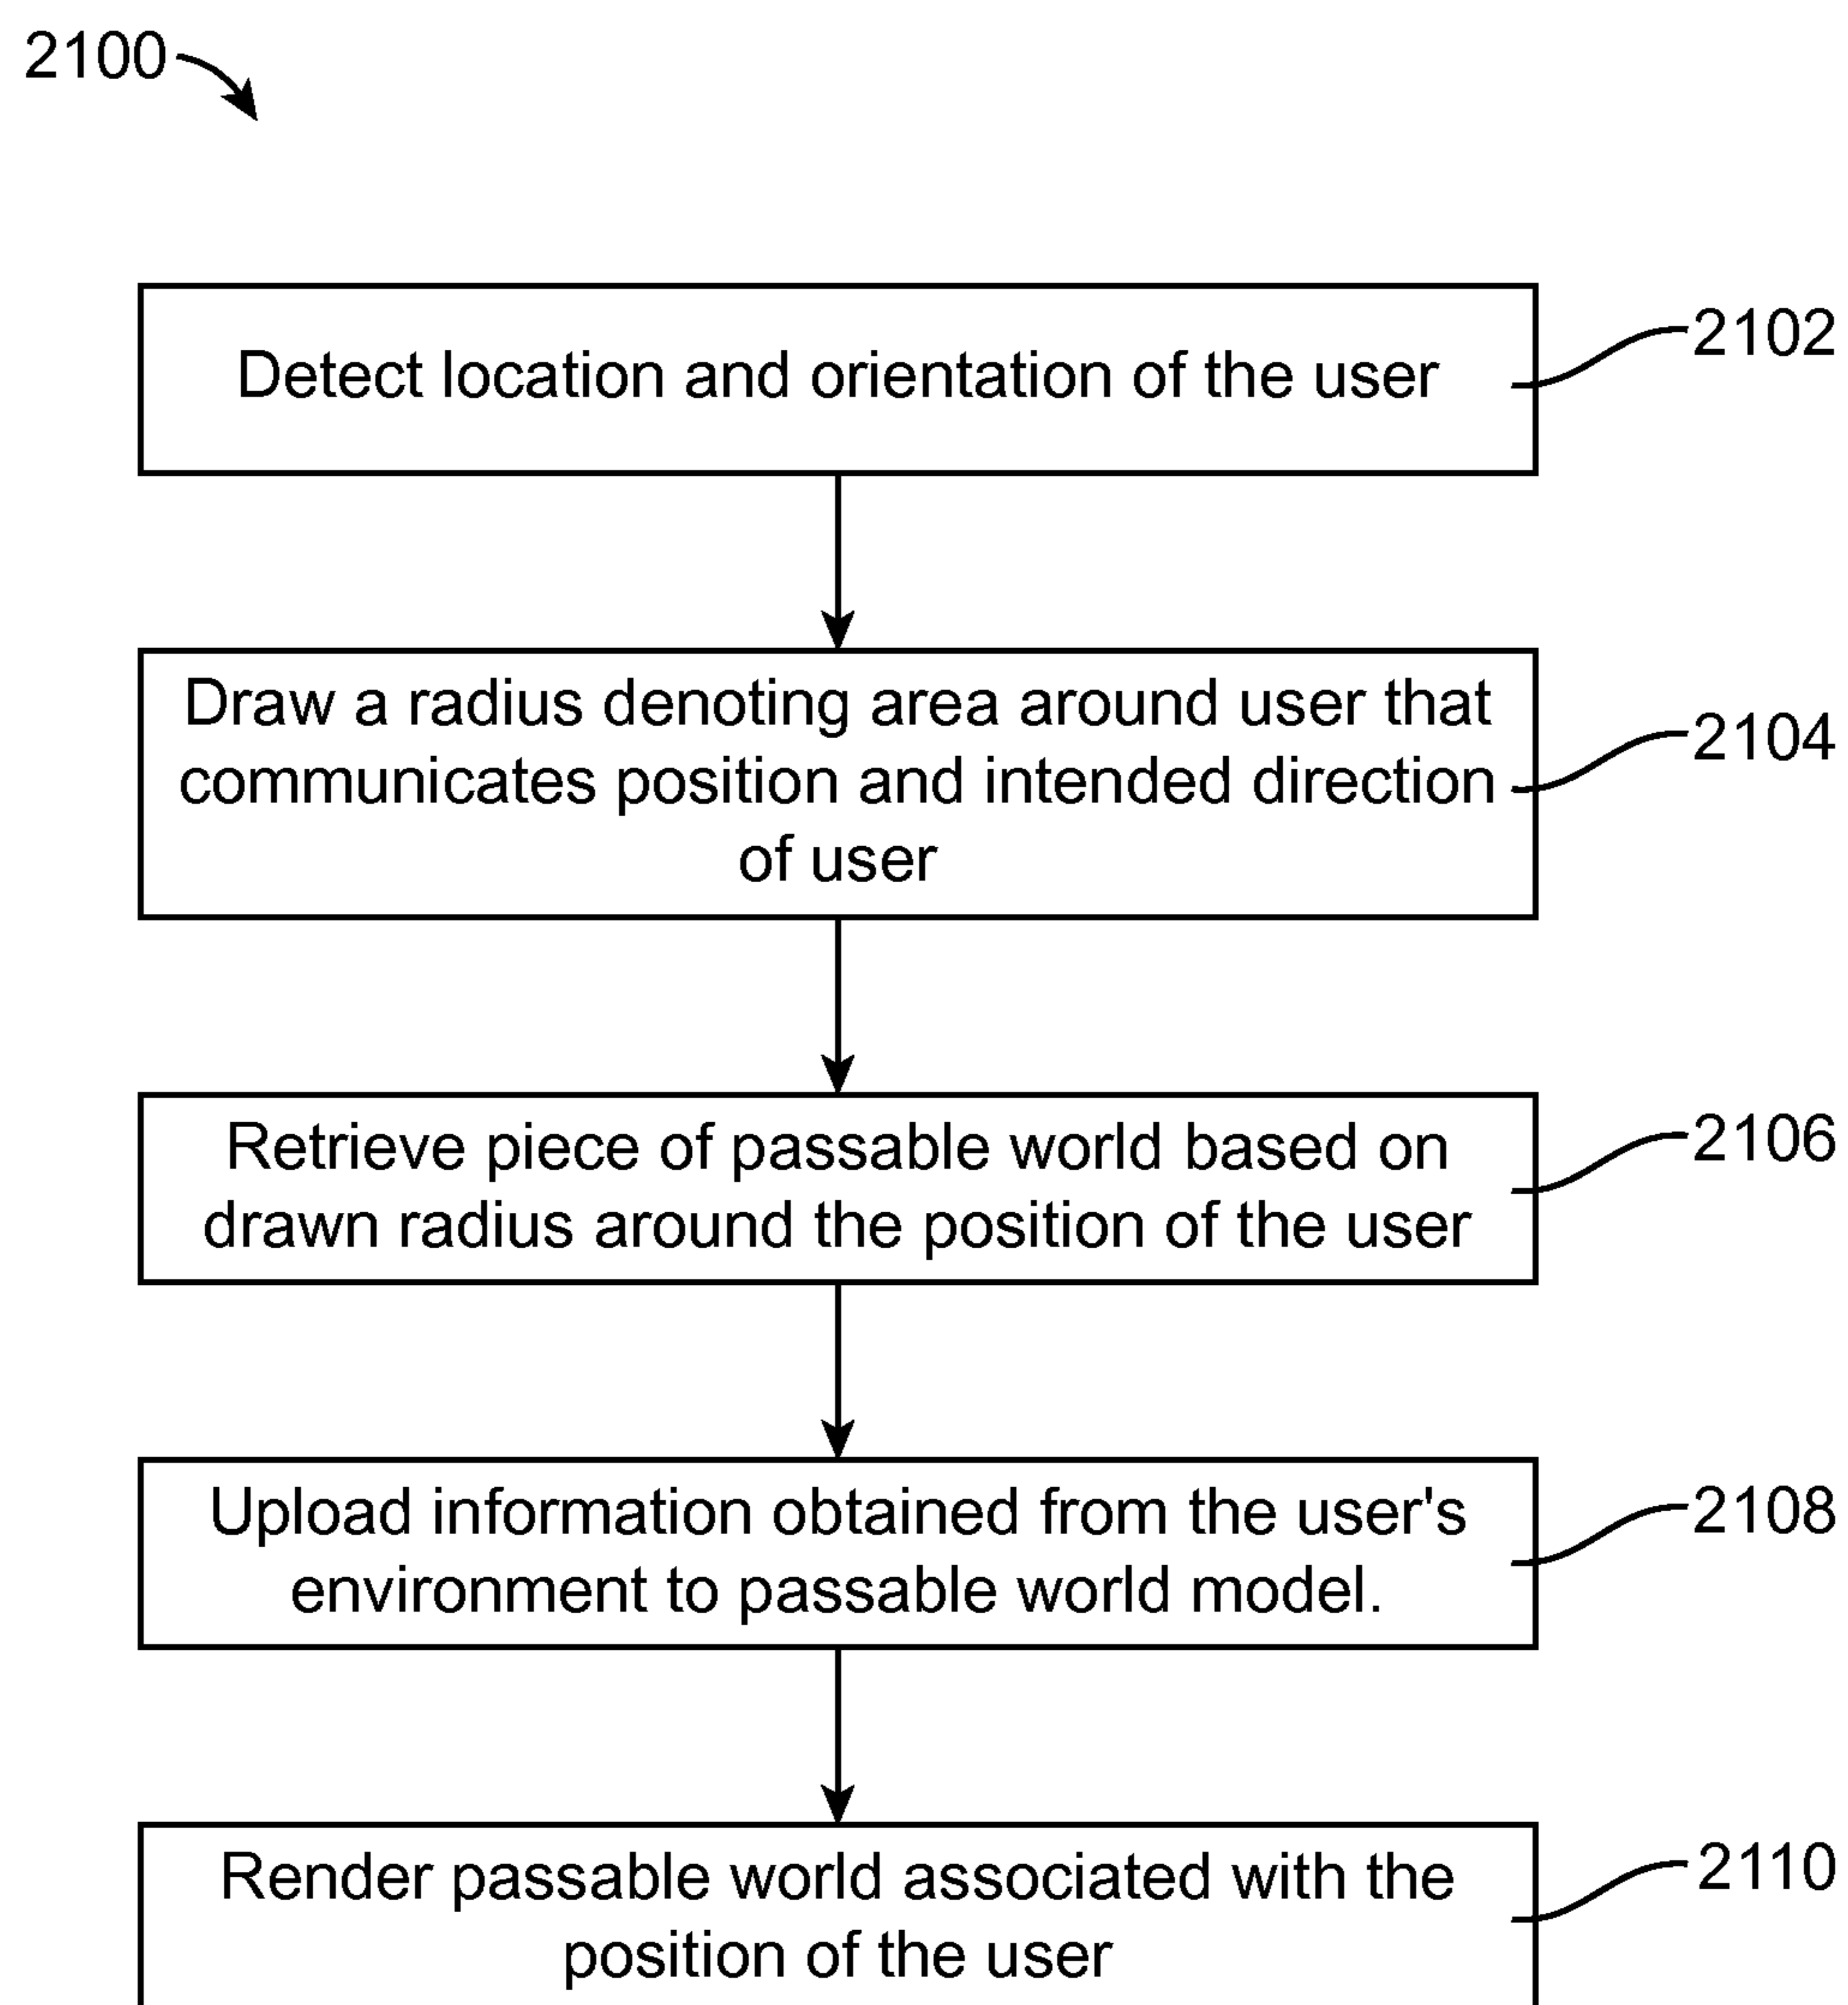 2100
Detect location and orientation of the user
2102
Draw a radius denoting area around user that
communicates position and intended direction
of user
2104
Retrieve piece of passable world based on
drawn radius around the position of the user
2106
Upload information obtained from the user's
environment to passable world model.
2108
Render passable world associated with the
position of the user
2110